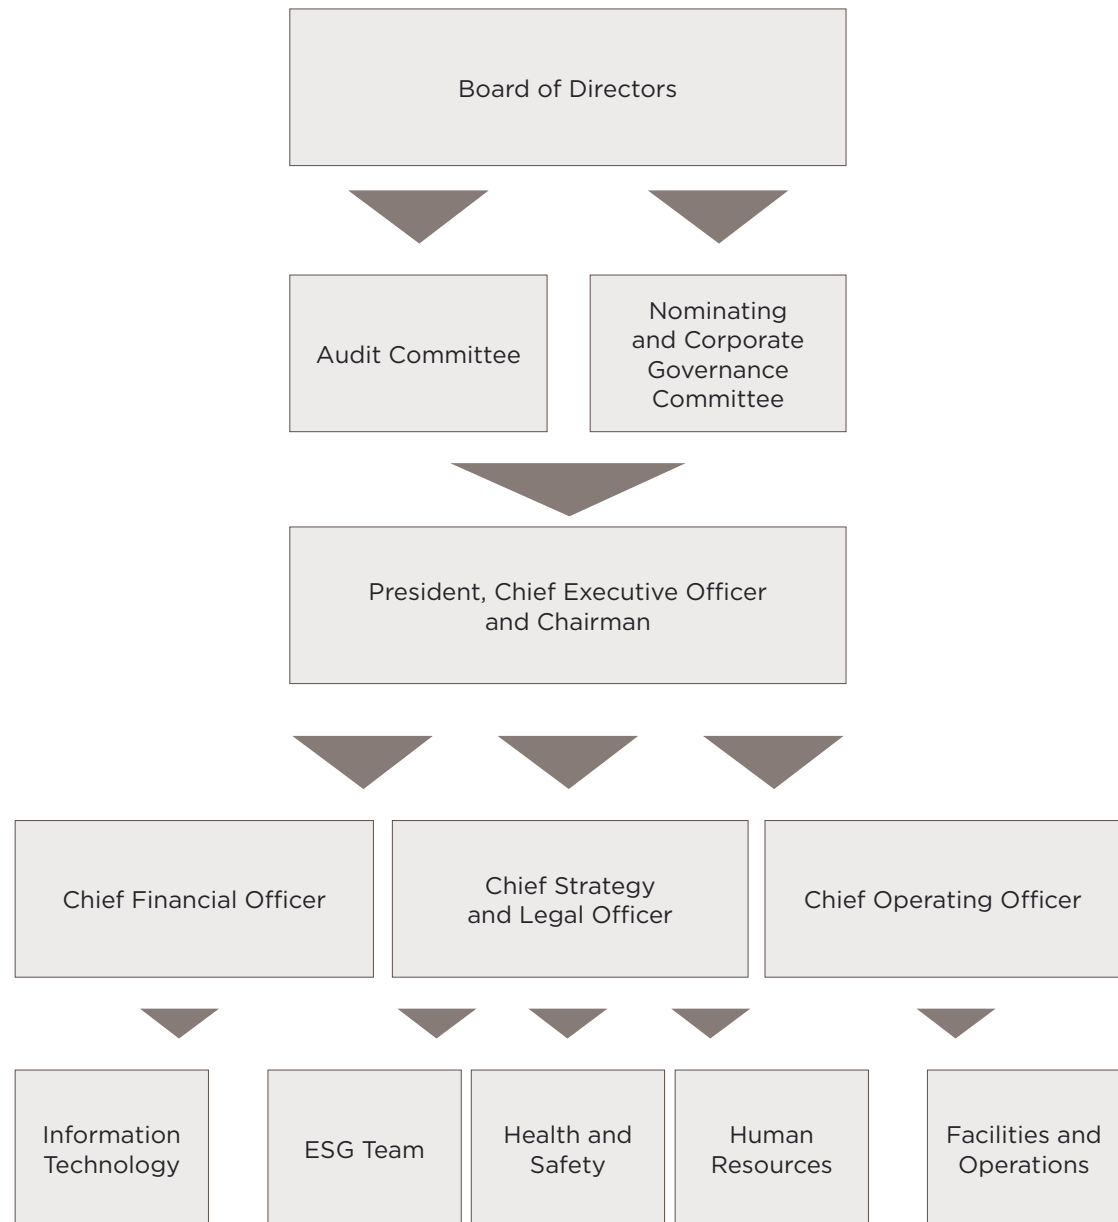 Board of Directors
Audit Committee
Nominating
and Corporate
Governance
Committee
President, Chief Executive Officer
and Chairman
Chief Financial Officer
Chief Strategy
and Legal Officer
Chief Operating Officer
Information
Technology
ESG Team
Health and
Safety
Human
Resources
Facilities and
Operations